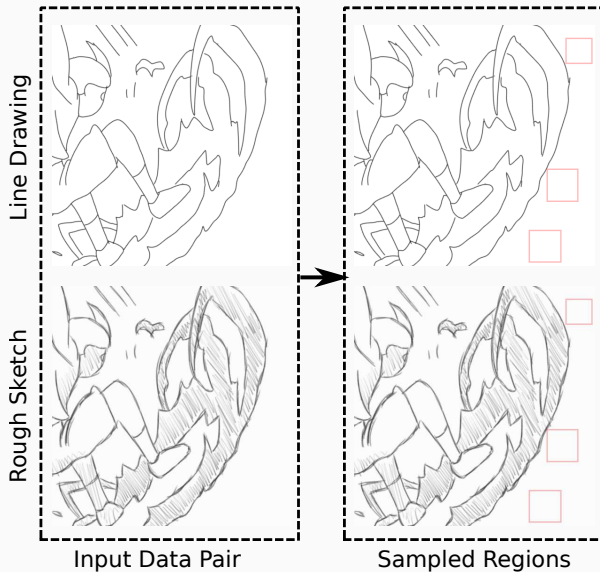 Line Drawing
Rough Sketch
Input Data Pair
Sampled Regions